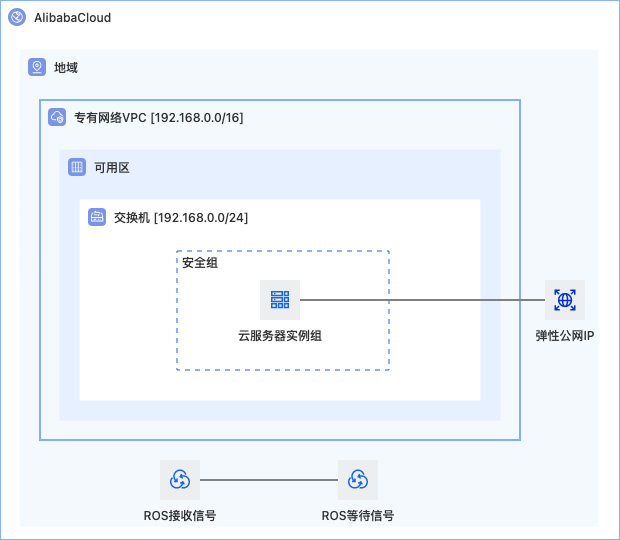 AlibabaCloud
地域
专有网络VPC [192.168.0.0/16]
可用区
交换机 [192.168.0.0/24]
安全组
云服务器实例组
弹性公网IP
ROS接收信号
ROS等待信号